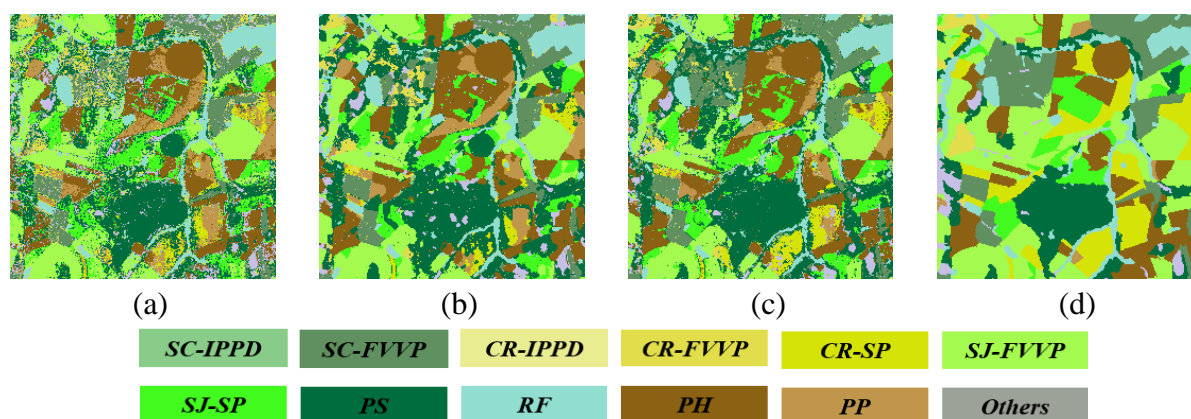 (a) (b) (c) (d)
SC-IPPD SC-FVVP CR-IPPD CR-FVVP CR-SP SJ-FVVP
SJ-SP PS RF PH PP Others